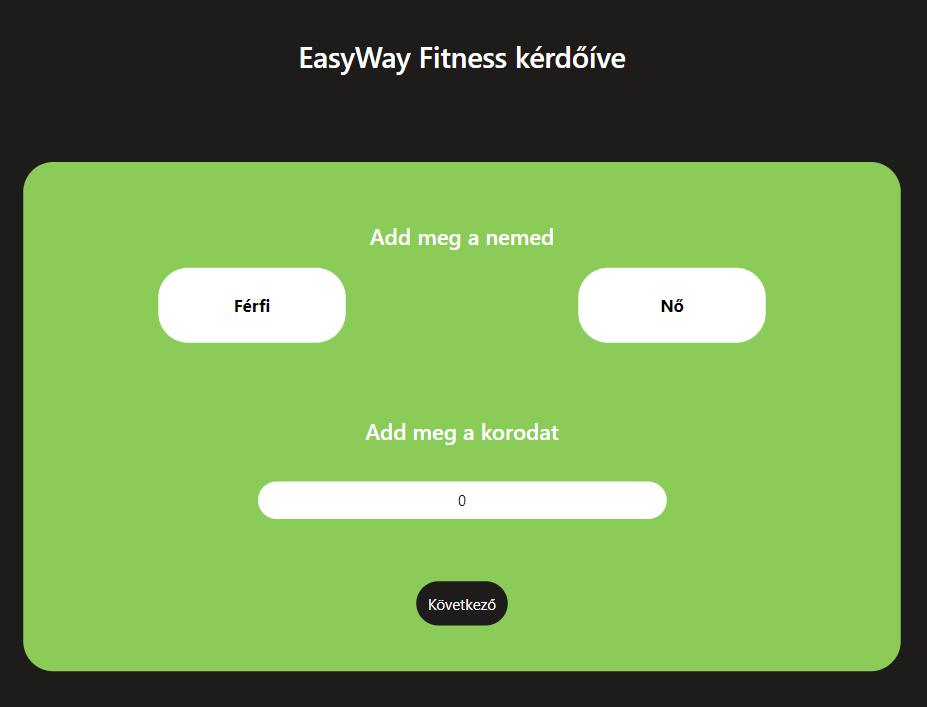 EasyWay Fitness kérdőíve
Add meg a nemed
Férfi
Nő
Add meg a korodat
0
Következő